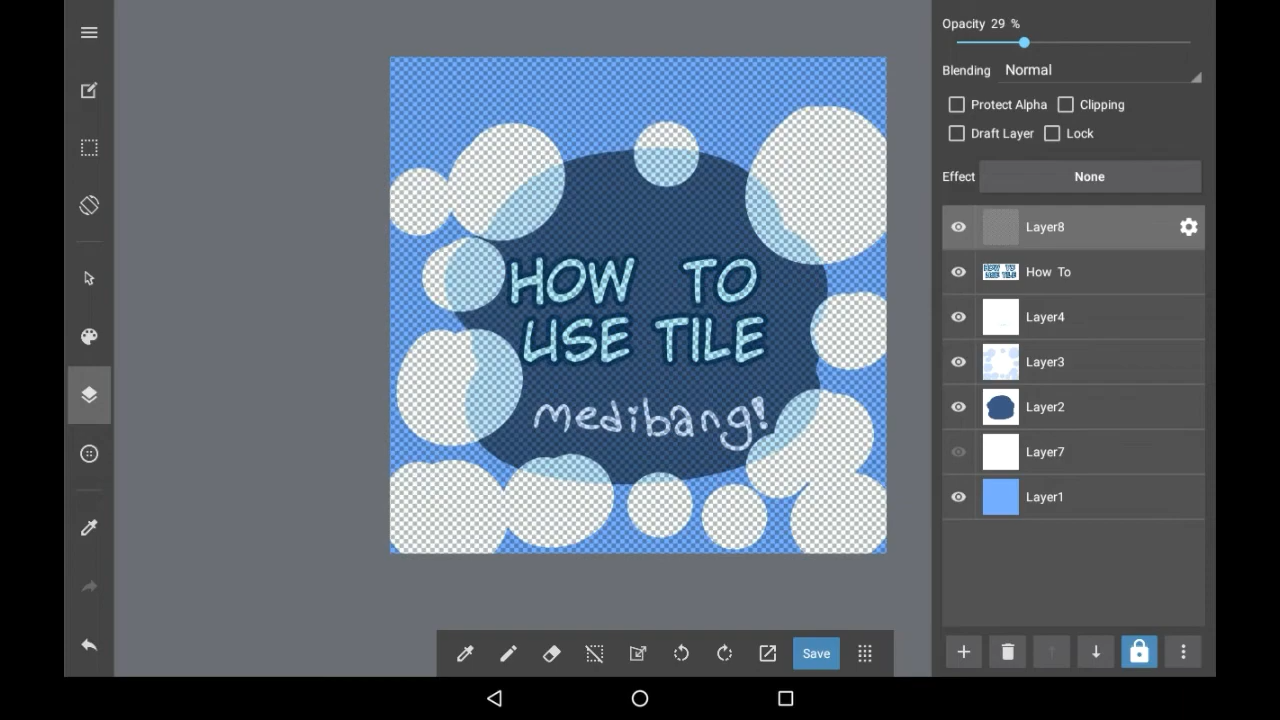 Opacity 29 %
Blending Normal
Protect Alpha Clipping
Draft Layer Lock
Effect None
Layer8
How To
Layer4
Layer3
Layer2
Layer7
Layer1
HOW TO
USE TILE
medibang!
Save